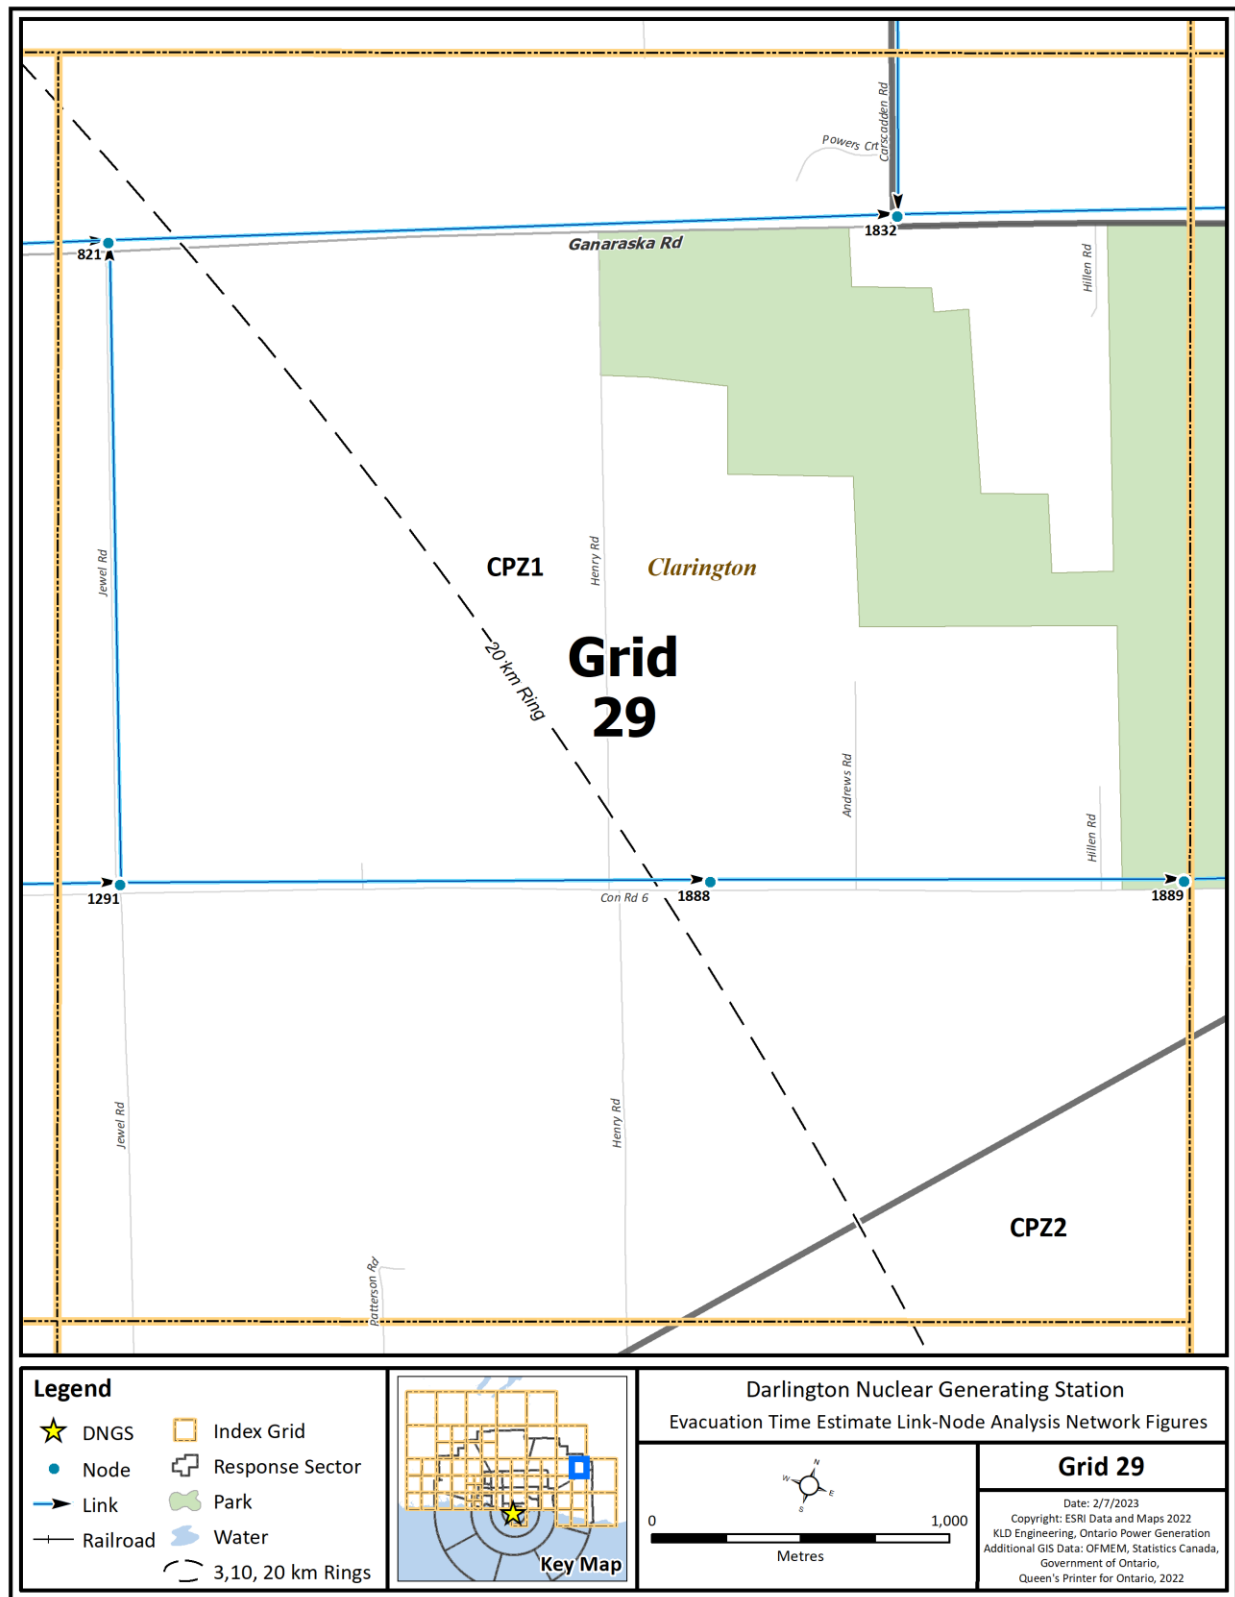 Carscadden Rd
Powers Crt
1832
Ganaraska Rd
821
Hillen Rd
Jewel Rd
CPZ1
Henry Rd
Clarington
Grid
29
20 km Ring
Andrews Rd
Hillen Rd
1291
Con Rd 6
1888
1889
Jewel Rd
Henry Rd
CPZ2
Patterson Rd
Legend
DNGS
Node
Link
Railroad
Index Grid
Response Sector
Park
Water
3,10, 20 km Rings
Key Map
Darlington Nuclear Generating Station
Evacuation Time Estimate Link-Node Analysis Network Figures
N
W
E
S
0
1,000
Metres
Grid 29
Date: 2/7/2023
Copyright: ESRI Data and Maps 2022
KLD Engineering, Ontario Power Generation
Additional GIS Data: OFMEM, Statistics Canada,
Government of Ontario,
Queen's Printer for Ontario, 2022